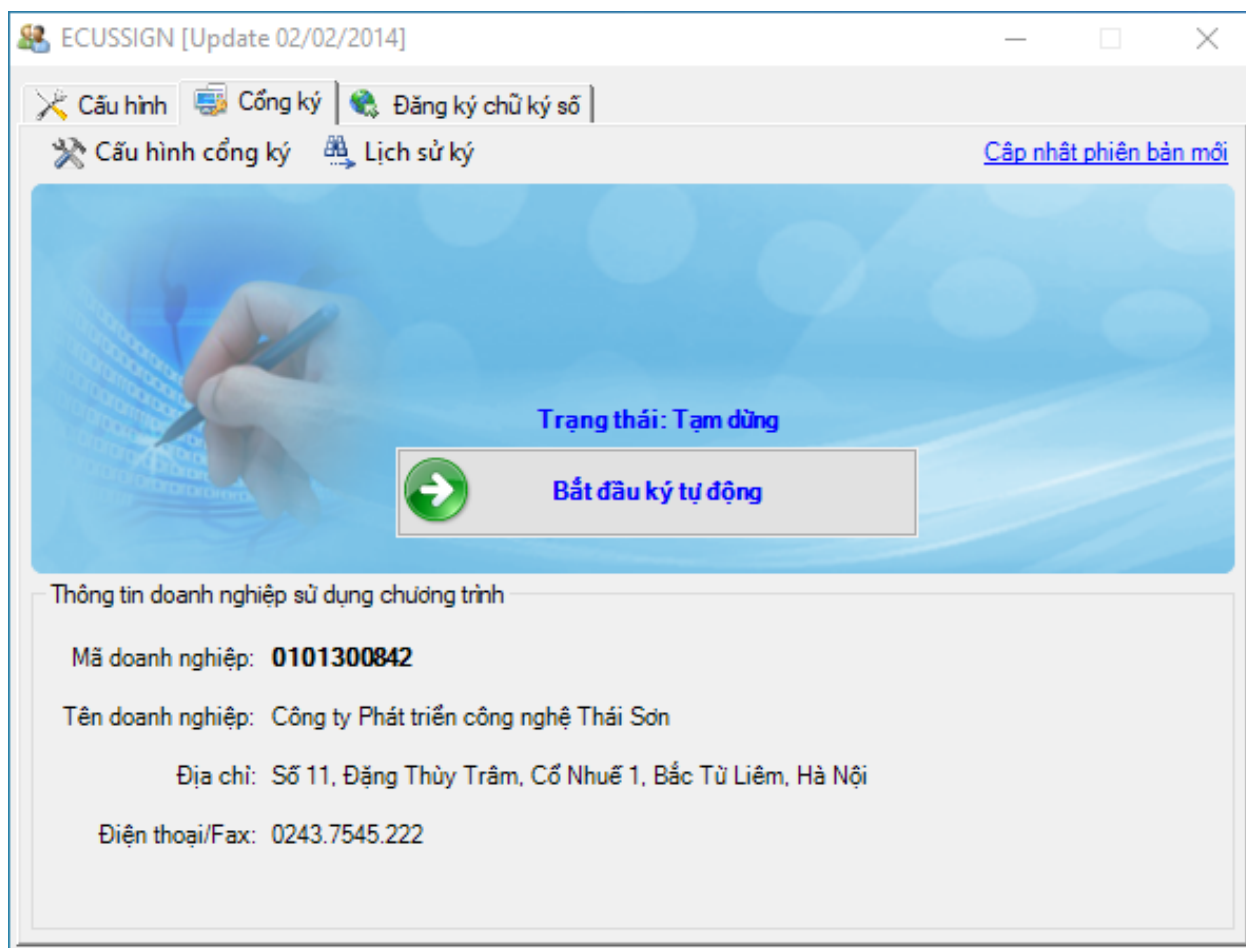 ECUSSIGN [Update 02/02/2014]
Cấu hình Cổng ký Đăng ký chữ ký số
Cấu hình cổng ký Lịch sử ký Cập nhật phiên bản mới
Trạng thái: Tạm dừng
Bắt đầu ký tự động
Thông tin doanh nghiệp sử dụng chương trình
Mã doanh nghiệp: 0101300842
Tên doanh nghiệp: Công ty Phát triển công nghệ Thái Sơn
Địa chỉ: Số 11, Đặng Thùy Trâm, Cổ Nhuế 1, Bắc Từ Liêm, Hà Nội
Điện thoại/Fax: 0243.7545.222